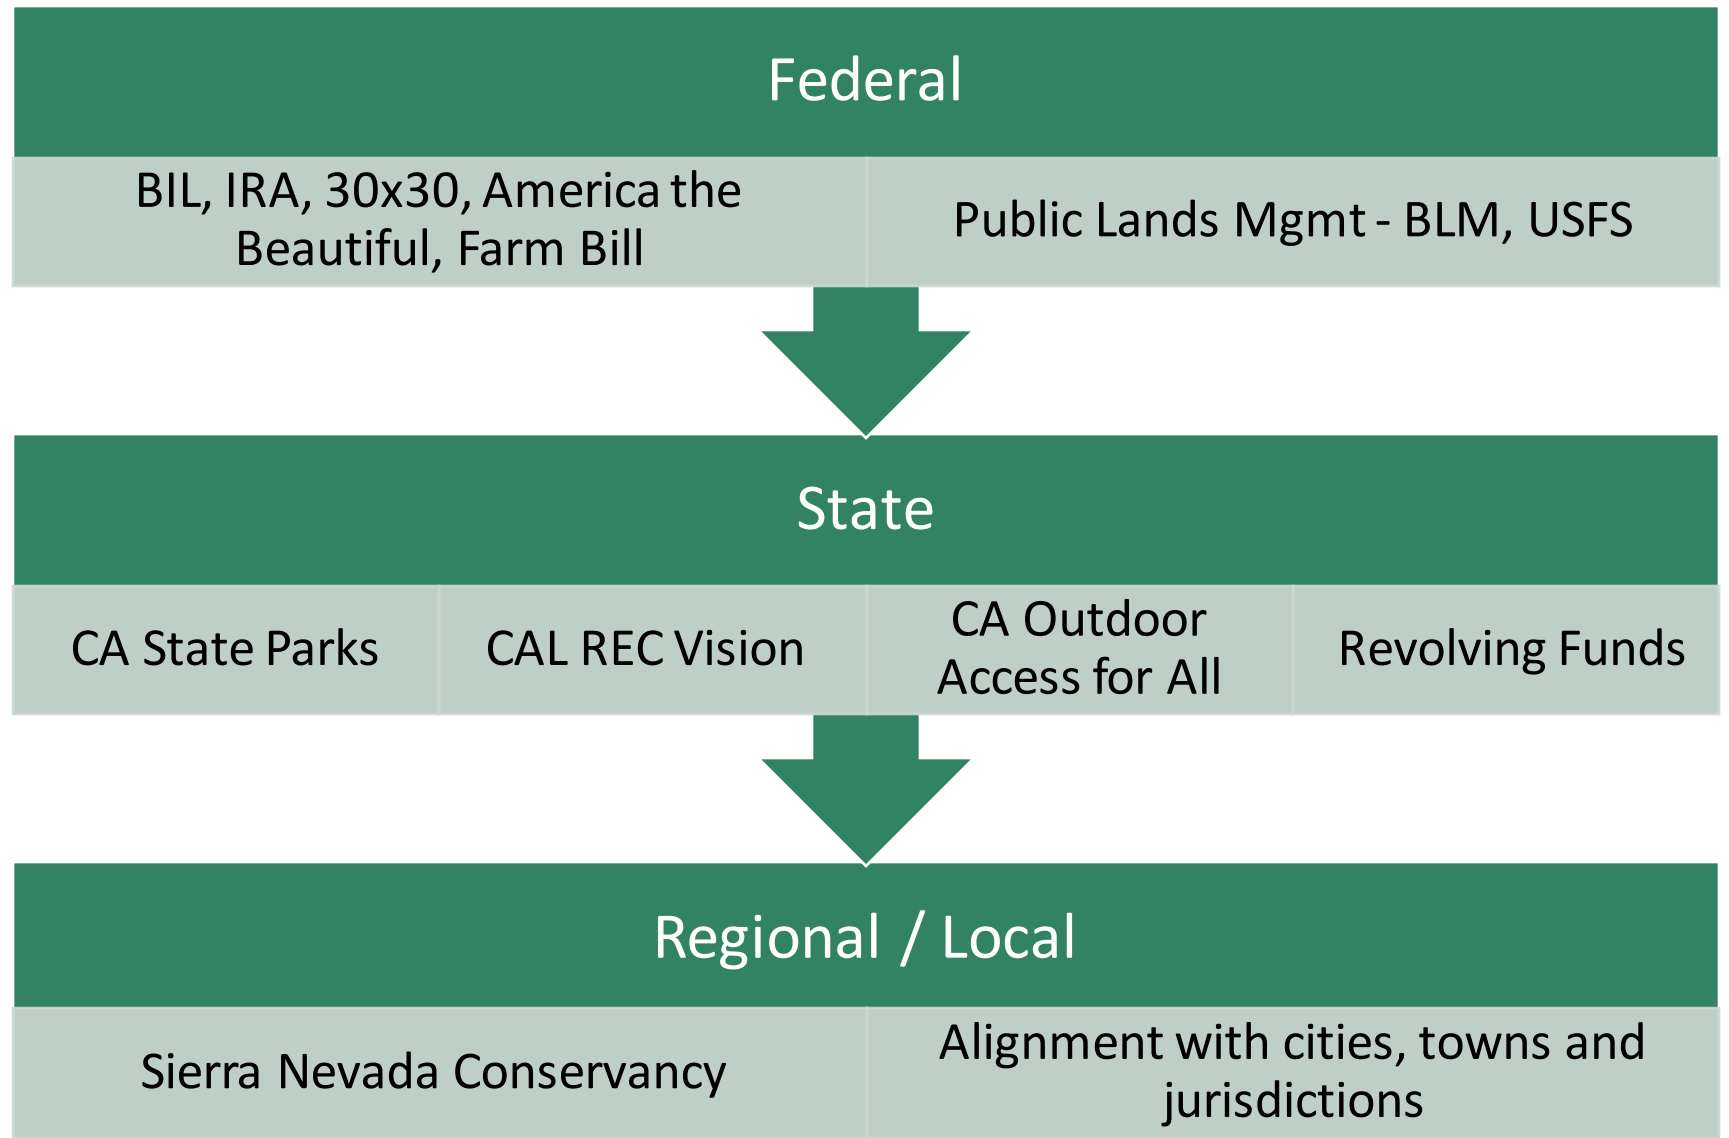 Federal
BIL, IRA, 30x30, America the
Beautiful, Farm Bill
Public Lands Mgmt - BLM, USFS
State
CA State Parks
CAL REC Vision
CA Outdoor
Access for All
Revolving Funds
Regional / Local
Sierra Nevada Conservancy
Alignment with cities, towns and
jurisdictions